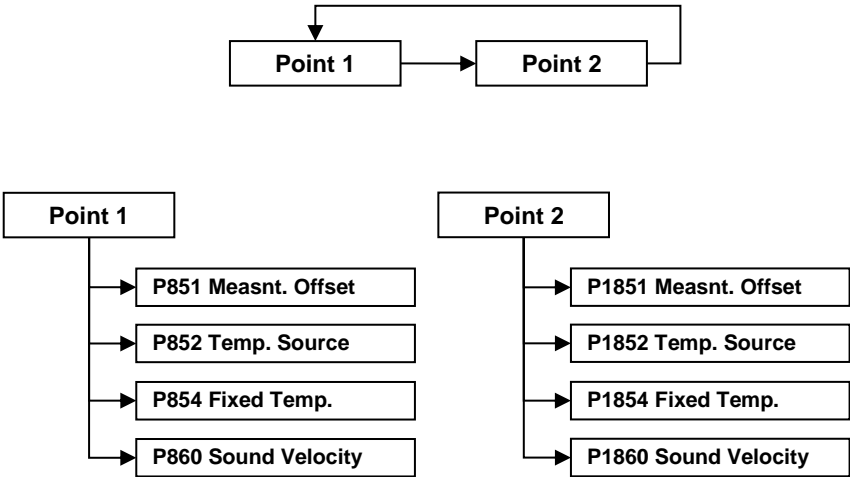 Point 1
Point 2
Point 1
P851 Measnt. Offset
P852 Temp. Source
P854 Fixed Temp.
P860 Sound Velocity
Point 2
P1851 Measnt. Offset
P1852 Temp. Source
P1854 Fixed Temp.
P1860 Sound Velocity